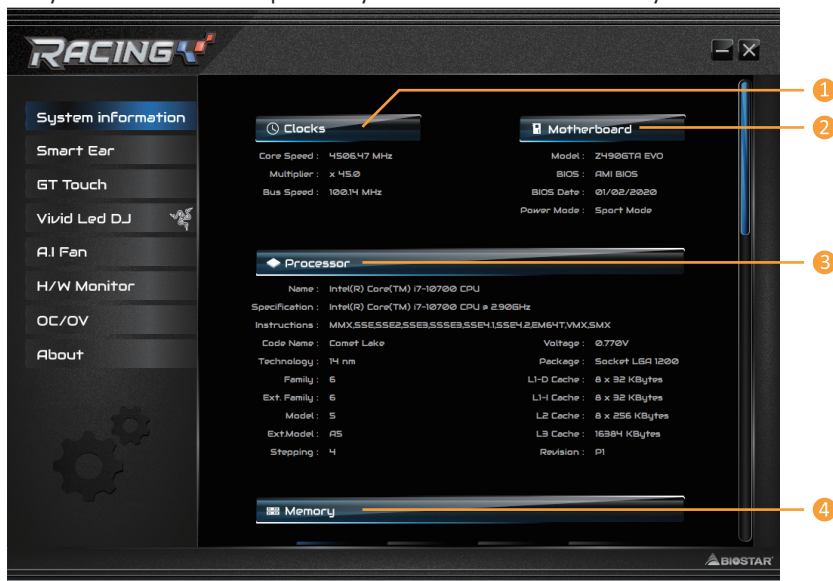 RACING
System information
Smart Ear
GT Touch
Vivid Led DJ
A.I Fan
H/W Monitor
OC/OV
About
Clocks
Core Speed : 4506.47 MHz
Multiplier : x 45.0
Bus Speed : 100.14 MHz
1
Motherboard
Model : Z490GTA EVO
BIOS : AMI BIOS
BIOS Date : 01/02/2020
Power Mode : Sport Mode
2
Processor
Name : Intel(R) Core(TM) i7-10700 CPU
Specification : Intel(R) Core(TM) i7-10700 CPU @ 2.90GHz
Instructions : MMX,SSE,SSE2,SSE3,SSSE3,SSE4.1,SSE4.2,EM64T,VMX,SMX
Code Name : Comet Lake
Technology : 14 nm
Family : 6
Ext. Family : 6
Model : 5
Ext.Model : A5
Stepping : 4
Voltage : 0.770V
Package : Socket LGA 1200
L1-D Cache : 8 x 32 KBytes
L1-I Cache : 8 x 32 KBytes
L2 Cache : 8 x 256 KBytes
L3 Cache : 16384 KBytes
Revision : P1
3
Memory
4
BIOSTAR